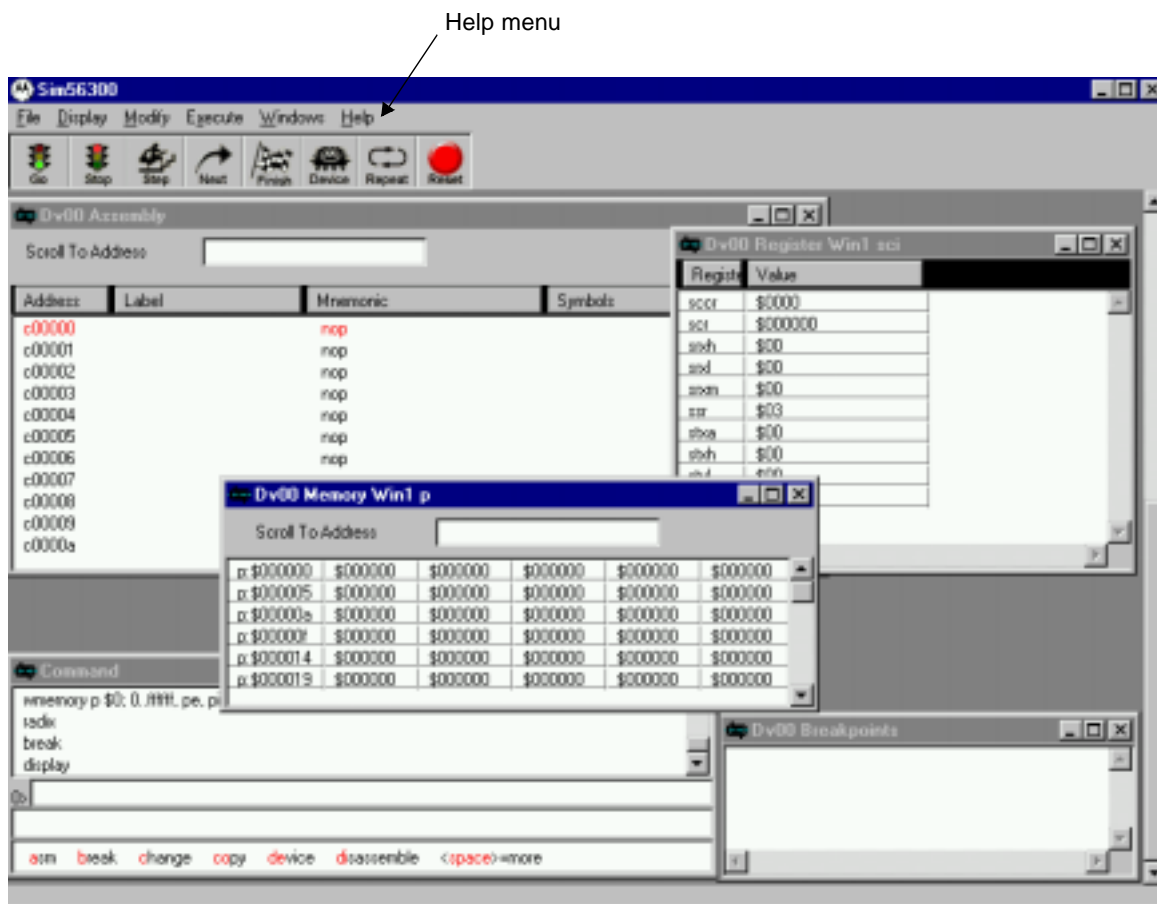 Help menu
Sim56300
File Display Modify Execute Windows Help
Go Stop Step Next Finish Device Repeat Reset
Dv00 Assembly
Scroll To Address
Address Label Mnemonic Symbols
c00000 nop
c00001 nop
c00002 nop
c00003 nop
c00004 nop
c00005 nop
c00006 nop
c00007
c00008
c00009
c0000a
Dv00 Register Win1 sci
Registe Value
sccr $0000
scr $000000
srxh $00
srxl $00
srxm $00
ssr $03
stxa $00
stxh $00
$00
Dv00 Memory Win1 p
Scroll To Address
p:$000000 $000000 $000000 $000000 $000000 $000000
p:$000005 $000000 $000000 $000000 $000000 $000000
p:$00000a $000000 $000000 $000000 $000000 $000000
p:$00000f $000000 $000000 $000000 $000000 $000000
p:$000014 $000000 $000000 $000000 $000000 $000000
p:$000019 $000000 $000000 $000000 $000000 $000000
Command
wmemory p $0; pe,
radix
break
display
asm break change copy device disassemble <space>=more
Dv00 Breakpoints